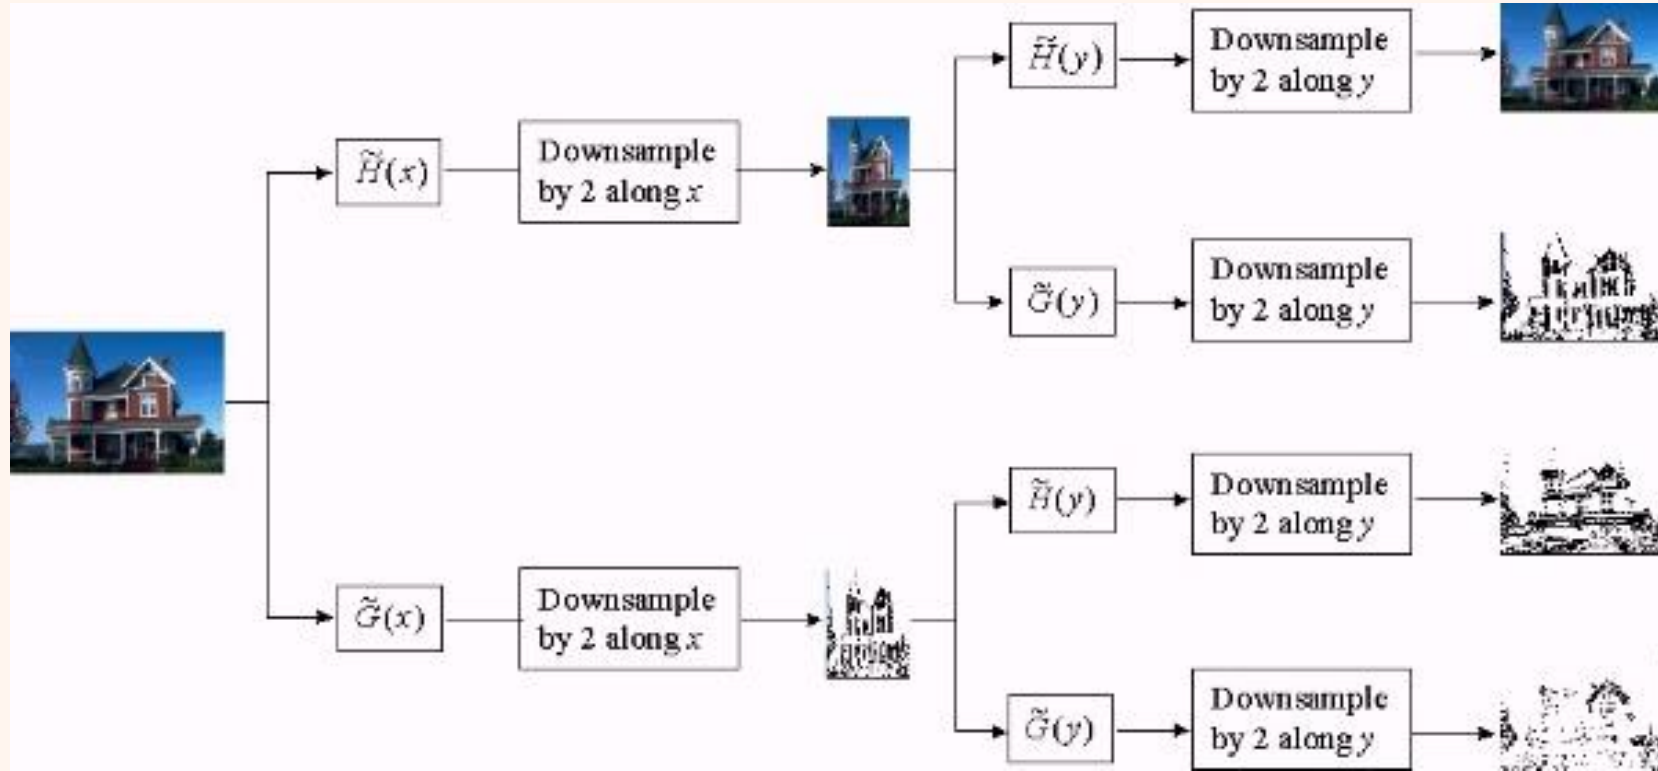 H̃(x)
Downsample
by 2 along x
H̃(y)
Downsample
by 2 along y
G̃(y)
Downsample
by 2 along y
G̃(x)
Downsample
by 2 along x
H̃(y)
Downsample
by 2 along y
G̃(y)
Downsample
by 2 along y